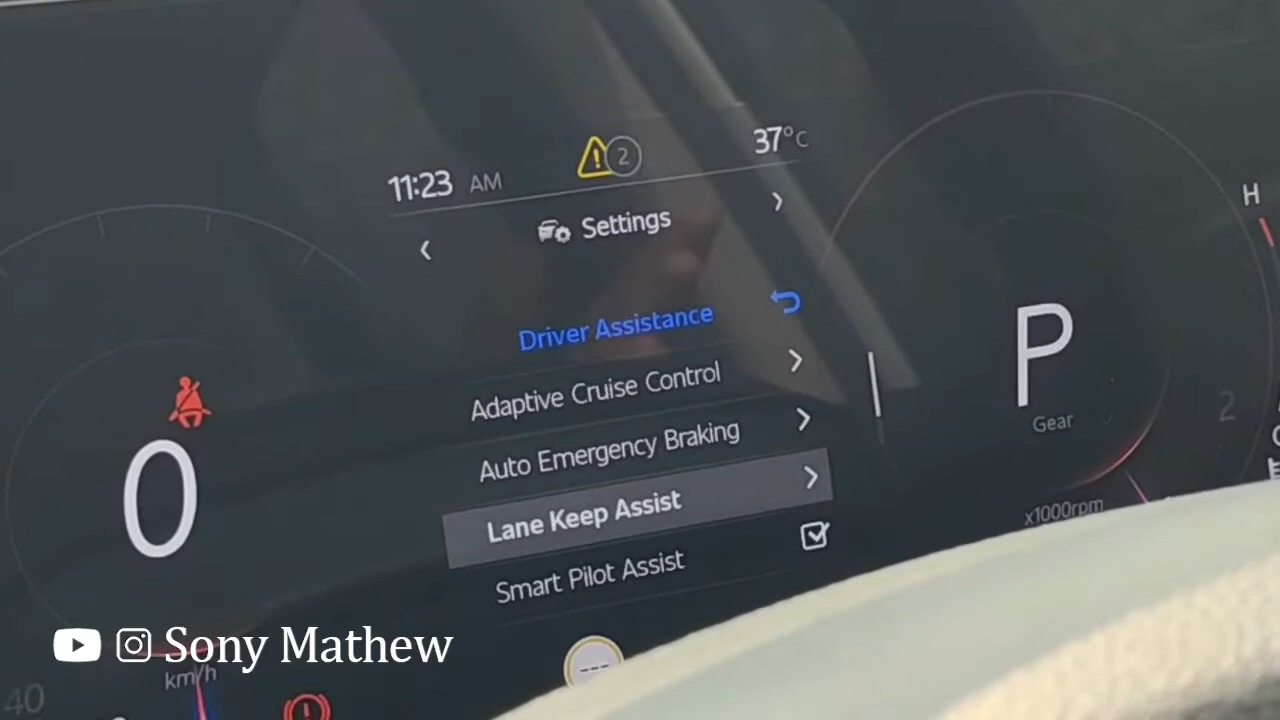 11:23 AM
2
37°C
Settings
Driver Assistance
Adaptive Cruise Control
Auto Emergency Braking
Lane Keep Assist
Smart Pilot Assist
---
0
km/h
40
P
Gear
2
x1000rpm
H
Sony Mathew